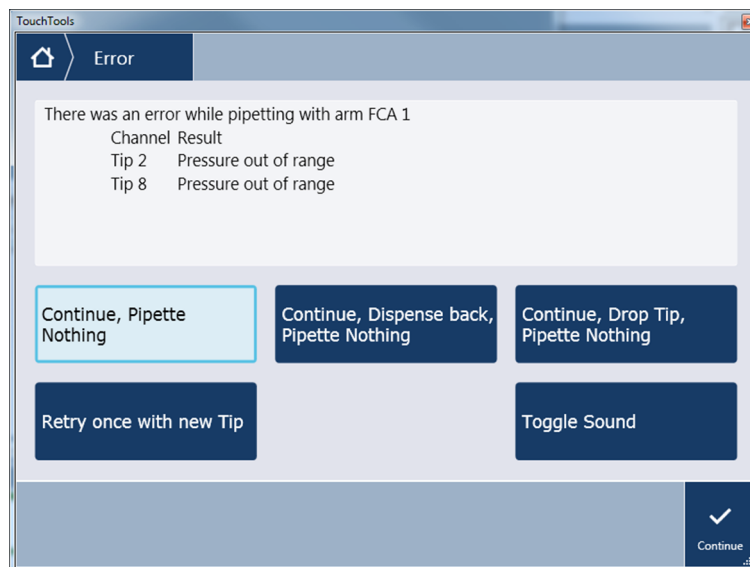 TouchTools
Error
There was an error while pipetting with arm FCA 1
Channel Result
Tip 2 Pressure out of range
Tip 8 Pressure out of range
Continue, Pipette
Nothing
Continue, Dispense back,
Pipette Nothing
Continue, Drop Tip,
Pipette Nothing
Retry once with new Tip
Toggle Sound
Continue